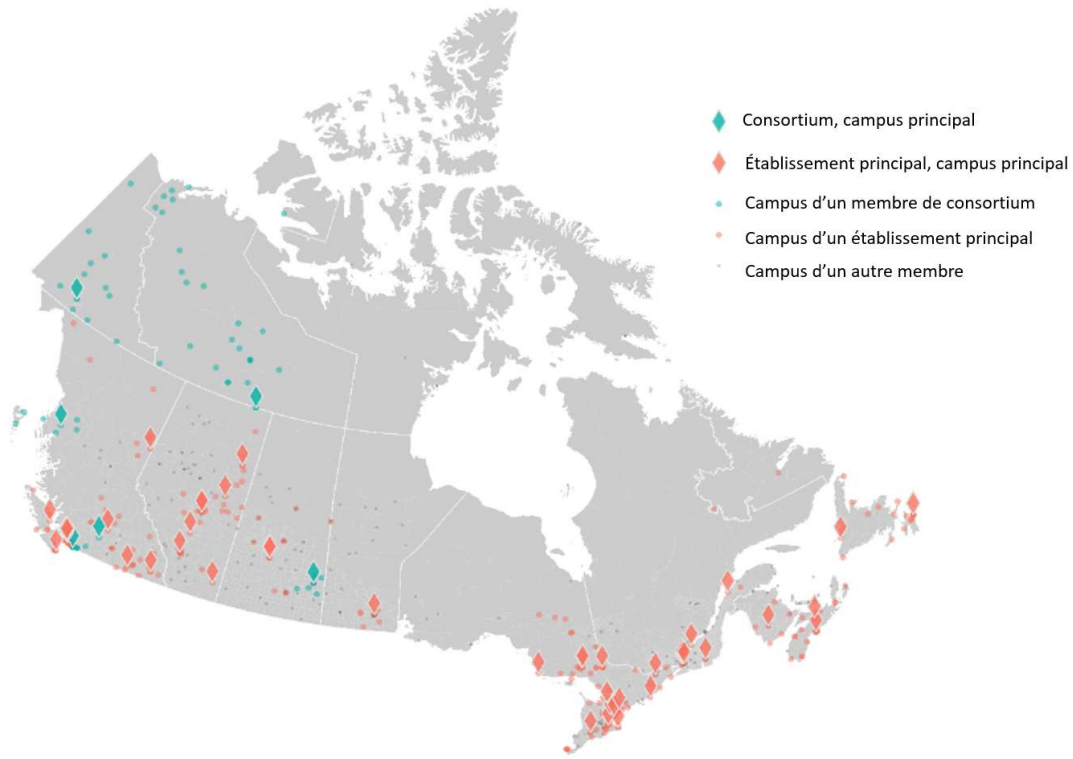 Consortium, campus principal
Établissement principal, campus principal
Campus d’un membre de consortium
Campus d’un établissement principal
Campus d’un autre membre